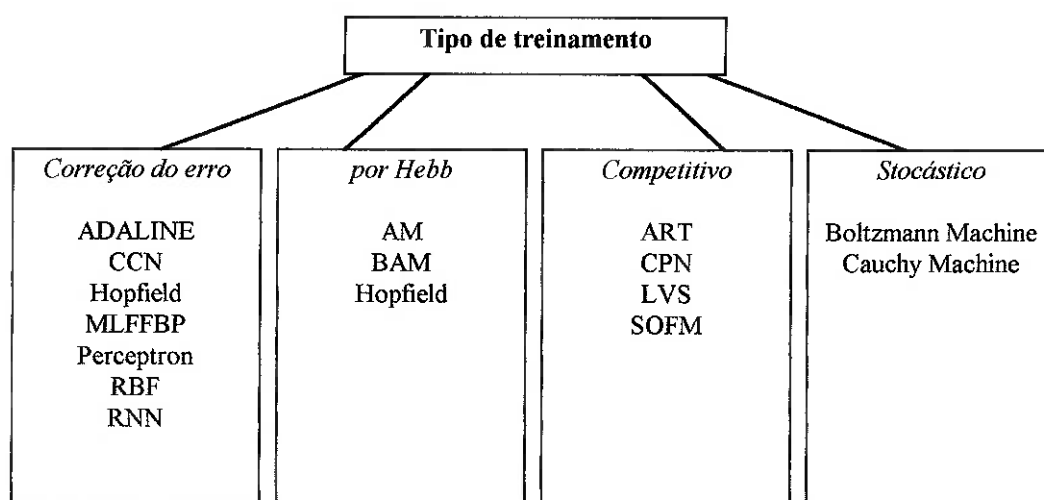 Tipo de treinamento
Correção do erro
ADALINE
CCN
Hopfield
MLFFBP
Perceptron
RBF
RNN
por Hebb
AM
BAM
Hopfield
Competitivo
ART
CPN
LVS
SOFM
Stocástico
Boltzmann Machine
Cauchy Machine